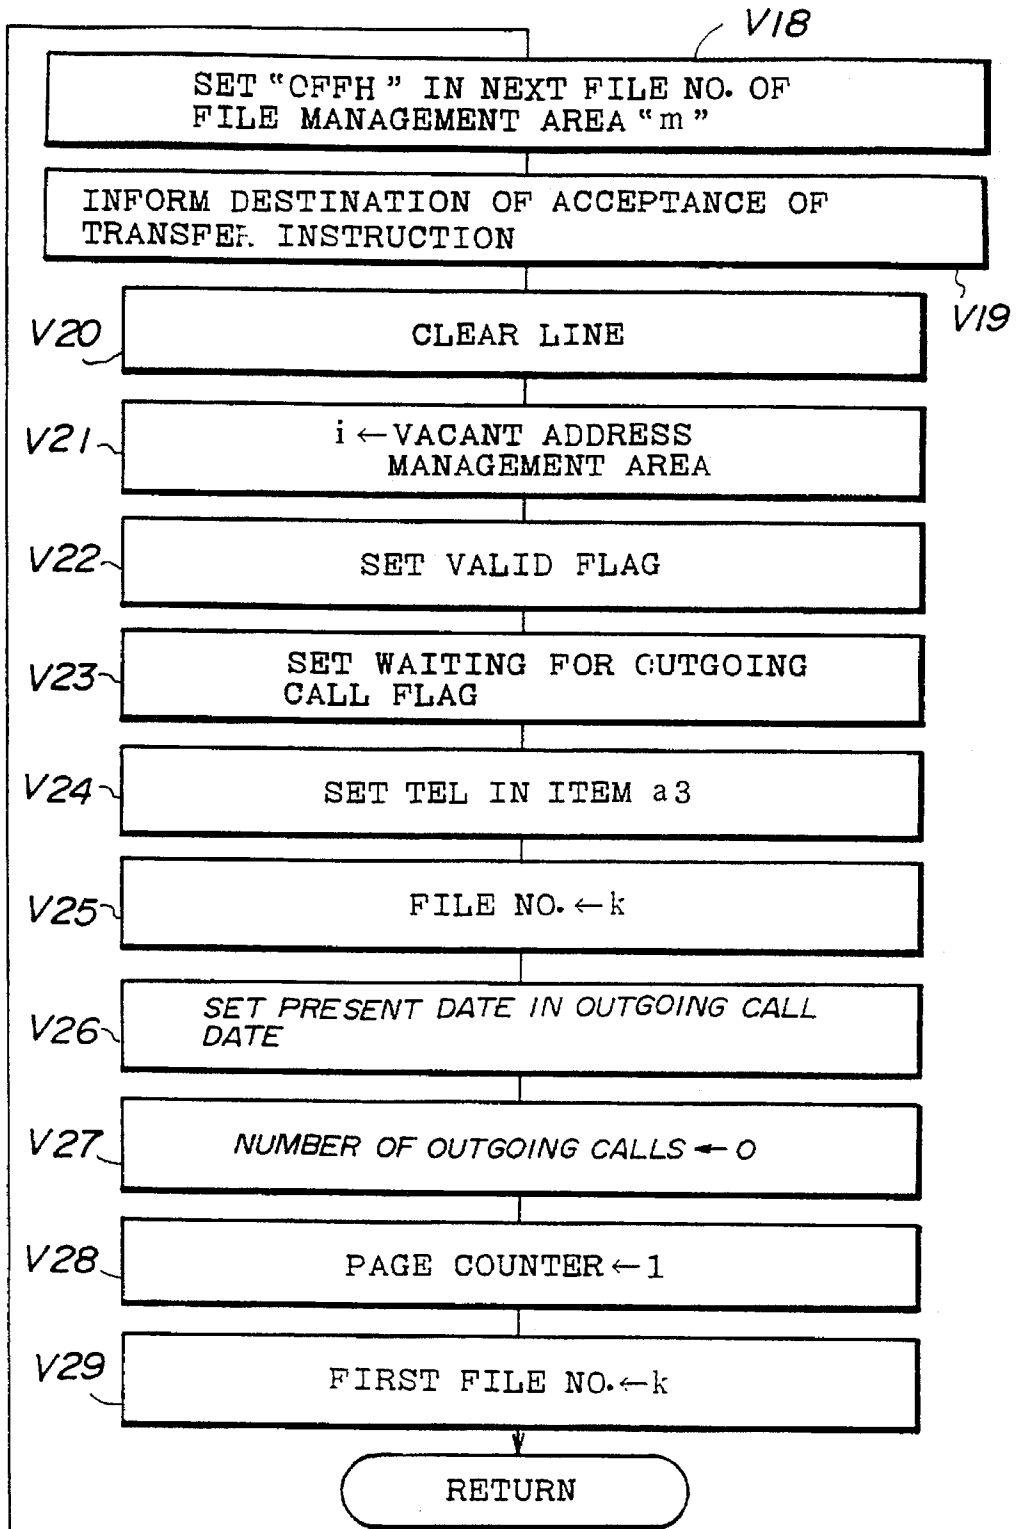 V18
SET "OFFH" IN NEXT FILE NO. OF
FILE MANAGEMENT AREA "m"
INFORM DESTINATION OF ACCEPTANCE OF
TRANSFER INSTRUCTION
V19
V20
CLEAR LINE
V21
i ← VACANT ADDRESS
MANAGEMENT AREA
V22
SET VALID FLAG
V23
SET WAITING FOR OUTGOING
CALL FLAG
V24
SET TEL IN ITEM a3
V25
FILE NO. ← k
V26
SET PRESENT DATE IN OUTGOING CALL
DATE
V27
NUMBER OF OUTGOING CALLS ← 0
V28
PAGE COUNTER ← 1
V29
FIRST FILE NO. ← k
RETURN